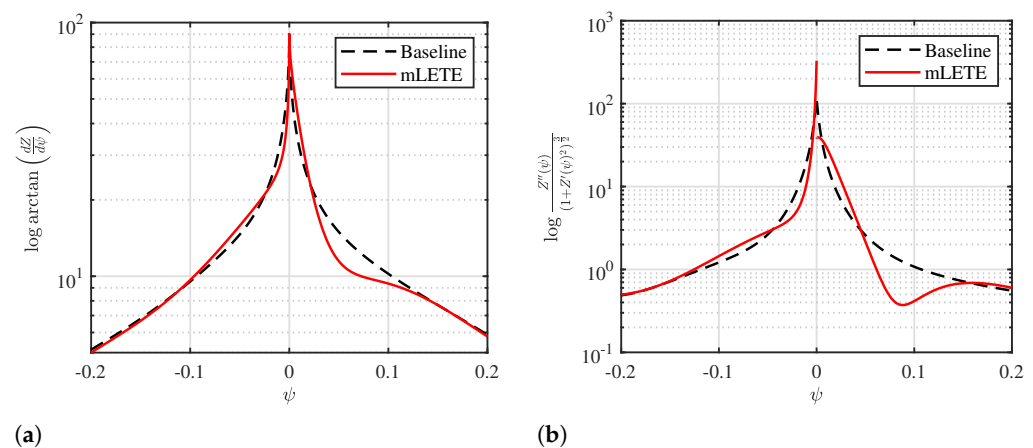 10^2
10^1
log arctan (dZ/dψ)
Baseline
mLETE
-0.2 -0.1 0 0.1 0.2
ψ
(a)
10^3
10^2
10^1
10^0
10^-1
log Z''(ψ)/(1+Z'(ψ)^2)^{3/2}
Baseline
mLETE
-0.2 -0.1 0 0.1 0.2
ψ
(b)